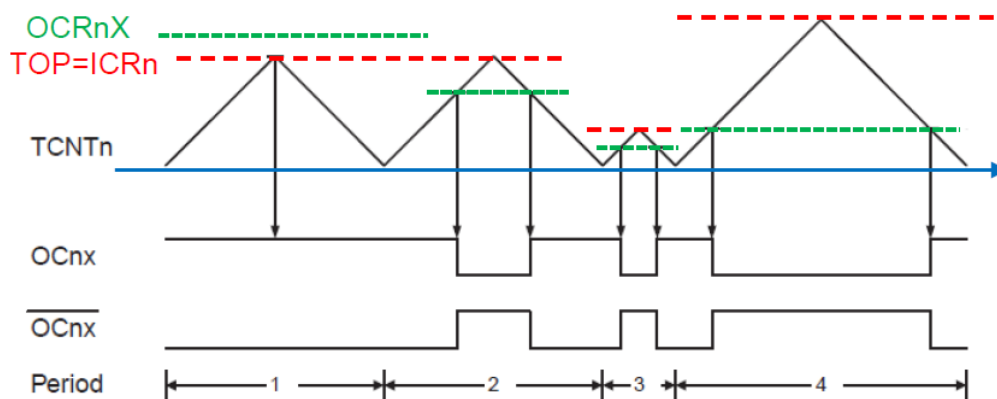 OCRnX
TOP=ICRn
TCNTn
OCnx
OCnx
Period 1 2 3 4